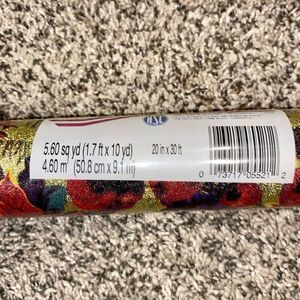 5.60 sq yd (1.7 ft x 10 yd) 20 in x 30 ft
4.60 m² (50.8 cm x 9.1 m)
0 73717 05521 2